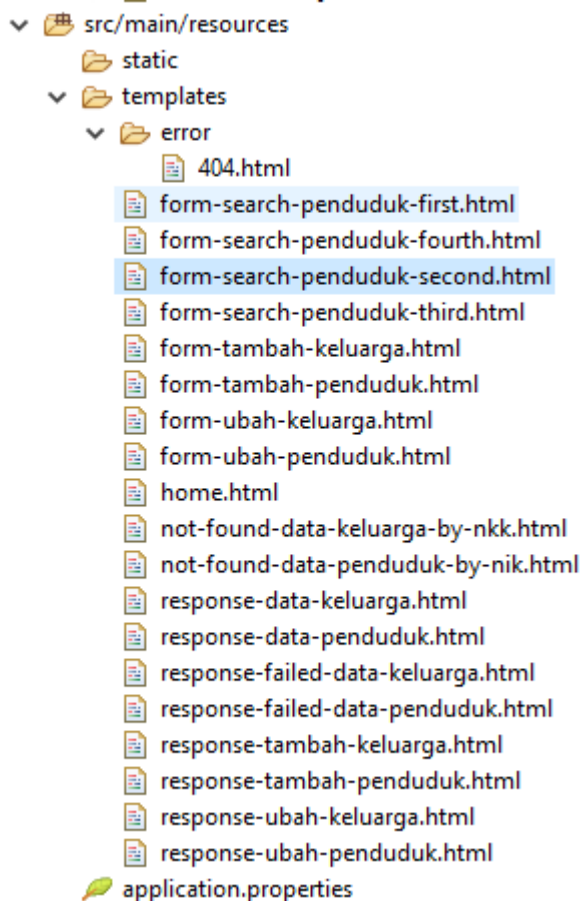 src/main/resources
static
templates
error
404.html
form-search-penduduk-first.html
form-search-penduduk-fourth.html
form-search-penduduk-second.html
form-search-penduduk-third.html
form-tambah-keluarga.html
form-tambah-penduduk.html
form-ubah-keluarga.html
form-ubah-penduduk.html
home.html
not-found-data-keluarga-by-nkk.html
not-found-data-penduduk-by-nik.html
response-data-keluarga.html
response-data-penduduk.html
response-failed-data-keluarga.html
response-failed-data-penduduk.html
response-tambah-keluarga.html
response-tambah-penduduk.html
response-ubah-keluarga.html
response-ubah-penduduk.html
application.properties